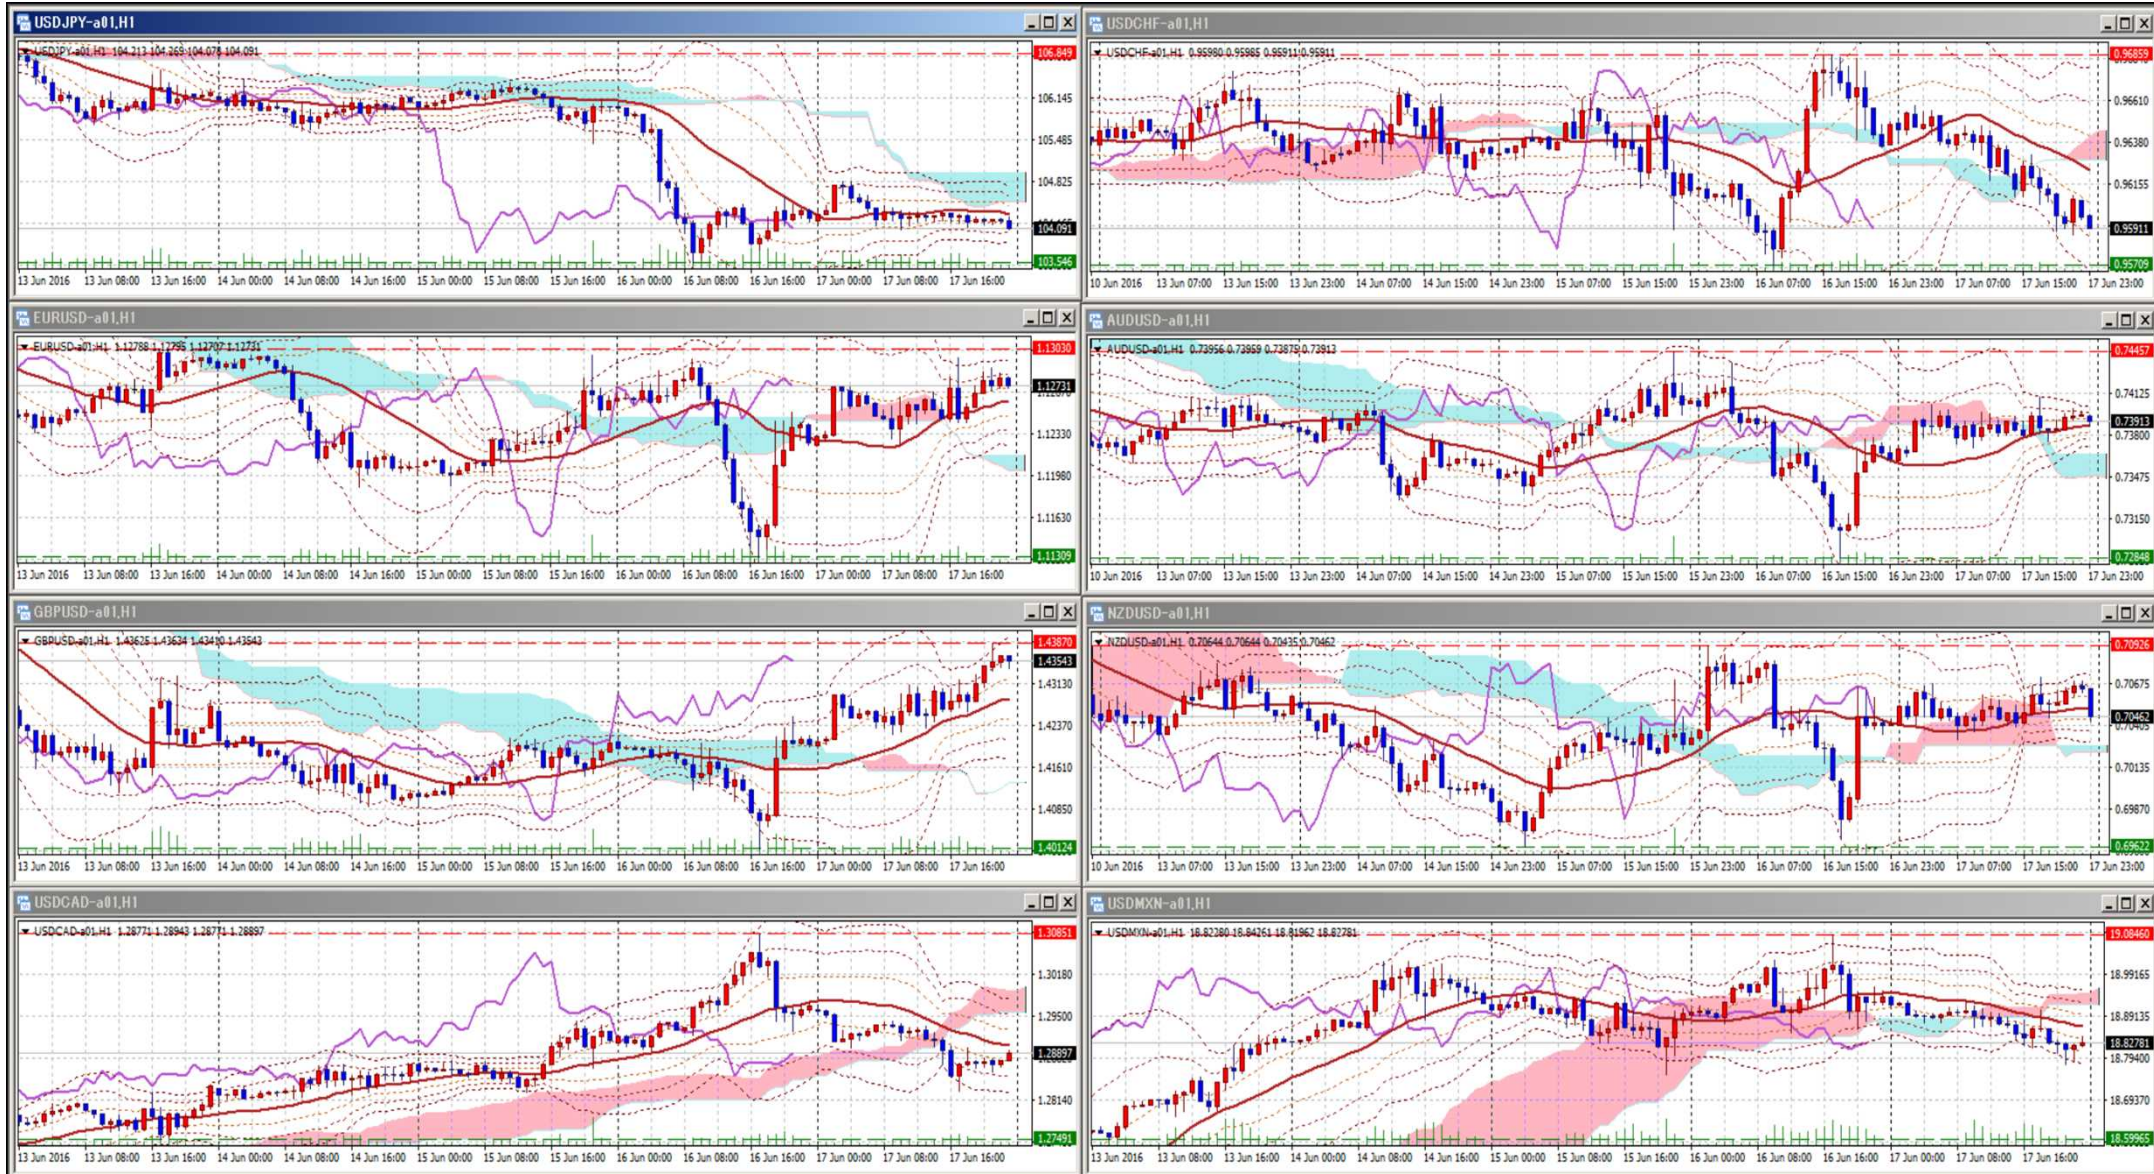 USDJPY-a01,H1
USDJPY-a01,H1 104.213 104.269 104.078 104.091
106.849
106.145
105.485
104.825
104.091
103.546
13 Jun 2016 13 Jun 08:00 13 Jun 16:00 14 Jun 00:00 14 Jun 08:00 14 Jun 16:00 15 Jun 00:00 15 Jun 08:00 15 Jun 16:00 16 Jun 00:00 16 Jun 08:00 16 Jun 16:00 17 Jun 00:00 17 Jun 08:00 17 Jun 16:00
USDCHF-a01,H1
USDCHF-a01,H1 0.95980 0.95985 0.95911 0.95911
0.96859
0.96610
0.96380
0.96155
0.95911
0.95709
10 Jun 2016 13 Jun 07:00 13 Jun 15:00 13 Jun 23:00 14 Jun 07:00 14 Jun 15:00 14 Jun 23:00 15 Jun 07:00 15 Jun 15:00 15 Jun 23:00 16 Jun 07:00 16 Jun 15:00 16 Jun 23:00 17 Jun 07:00 17 Jun 15:00 17 Jun 23:00
EURUSD-a01,H1
EURUSD-a01,H1 1.12788 1.12795 1.12707 1.12731
1.13030
1.12731
1.12330
1.11980
1.11630
1.11309
13 Jun 2016 13 Jun 08:00 13 Jun 16:00 14 Jun 00:00 14 Jun 08:00 14 Jun 16:00 15 Jun 00:00 15 Jun 08:00 15 Jun 16:00 16 Jun 00:00 16 Jun 08:00 16 Jun 16:00 17 Jun 00:00 17 Jun 08:00 17 Jun 16:00
AUDUSD-a01,H1
AUDUSD-a01,H1 0.73956 0.73959 0.73879 0.73913
0.74457
0.74125
0.73913
0.73800
0.73475
0.73150
0.72848
10 Jun 2016 13 Jun 07:00 13 Jun 15:00 13 Jun 23:00 14 Jun 07:00 14 Jun 15:00 14 Jun 23:00 15 Jun 07:00 15 Jun 15:00 15 Jun 23:00 16 Jun 07:00 16 Jun 15:00 16 Jun 23:00 17 Jun 07:00 17 Jun 15:00 17 Jun 23:00
GBPUSD-a01,H1
GBPUSD-a01,H1 1.43625 1.43634 1.43410 1.43543
1.43870
1.43543
1.43130
1.42370
1.41610
1.40850
1.40124
13 Jun 2016 13 Jun 08:00 13 Jun 16:00 14 Jun 00:00 14 Jun 08:00 14 Jun 16:00 15 Jun 00:00 15 Jun 08:00 15 Jun 16:00 16 Jun 00:00 16 Jun 08:00 16 Jun 16:00 17 Jun 00:00 17 Jun 08:00 17 Jun 16:00
NZDUSD-a01,H1
NZDUSD-a01,H1 0.70644 0.70644 0.70435 0.70462
0.70926
0.70675
0.70462
0.70135
0.69870
0.69622
10 Jun 2016 13 Jun 07:00 13 Jun 15:00 13 Jun 23:00 14 Jun 07:00 14 Jun 15:00 14 Jun 23:00 15 Jun 07:00 15 Jun 15:00 15 Jun 23:00 16 Jun 07:00 16 Jun 15:00 16 Jun 23:00 17 Jun 07:00 17 Jun 15:00 17 Jun 23:00
USDCAD-a01,H1
USDCAD-a01,H1 1.28771 1.28943 1.28771 1.28897
1.30851
1.30180
1.29500
1.28897
1.28140
1.27491
13 Jun 2016 13 Jun 08:00 13 Jun 16:00 14 Jun 00:00 14 Jun 08:00 14 Jun 16:00 15 Jun 00:00 15 Jun 08:00 15 Jun 16:00 16 Jun 00:00 16 Jun 08:00 16 Jun 16:00 17 Jun 00:00 17 Jun 08:00 17 Jun 16:00
USDMXN-a01,H1
USDMXN-a01,H1 18.82280 18.84261 18.81962 18.82781
19.08460
18.99165
18.89135
18.82781
18.79400
18.69370
18.59965
13 Jun 2016 13 Jun 08:00 13 Jun 16:00 14 Jun 00:00 14 Jun 08:00 14 Jun 16:00 15 Jun 00:00 15 Jun 08:00 15 Jun 16:00 16 Jun 00:00 16 Jun 08:00 16 Jun 16:00 17 Jun 00:00 17 Jun 08:00 17 Jun 16:00